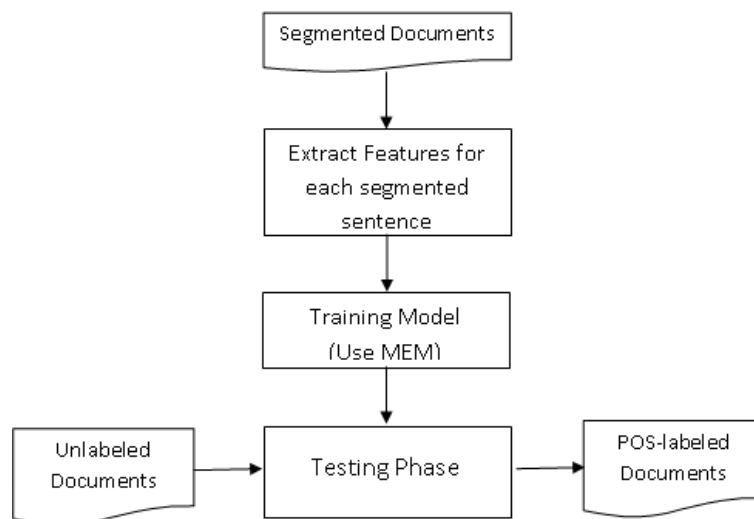 Segmented Documents
Extract Features for
each segmented
sentence
Training Model
(Use MEM)
Unlabeled
Documents
Testing Phase
POS-labeled
Documents